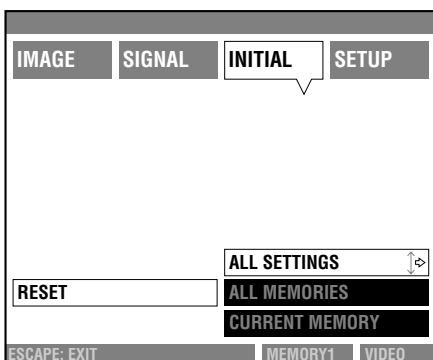 IMAGE SIGNAL INITIAL SETUP
ALL SETTINGS
RESET ALL MEMORIES
CURRENT MEMORY
ESCAPE: EXIT MEMORY1 VIDEO